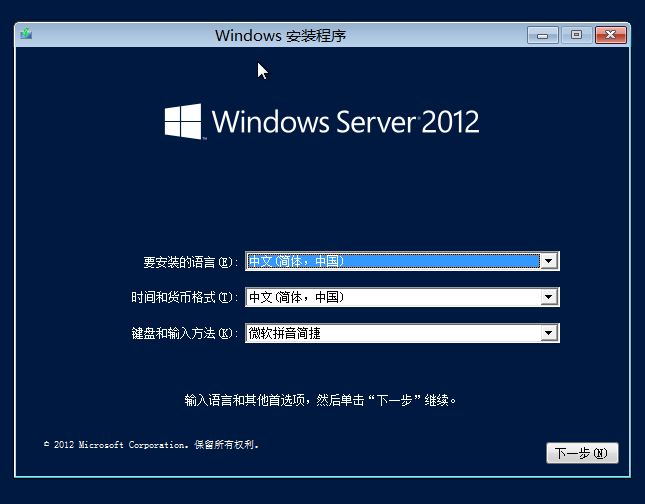 Windows 安装程序
Windows Server 2012
要安装的语言(E): 中文(简体，中国)
时间和货币格式(T): 中文(简体，中国)
键盘和输入方法(K): 微软拼音简捷
输入语言和其他首选项，然后单击“下一步”继续。
© 2012 Microsoft Corporation. 保留所有权利.
下一步(N)